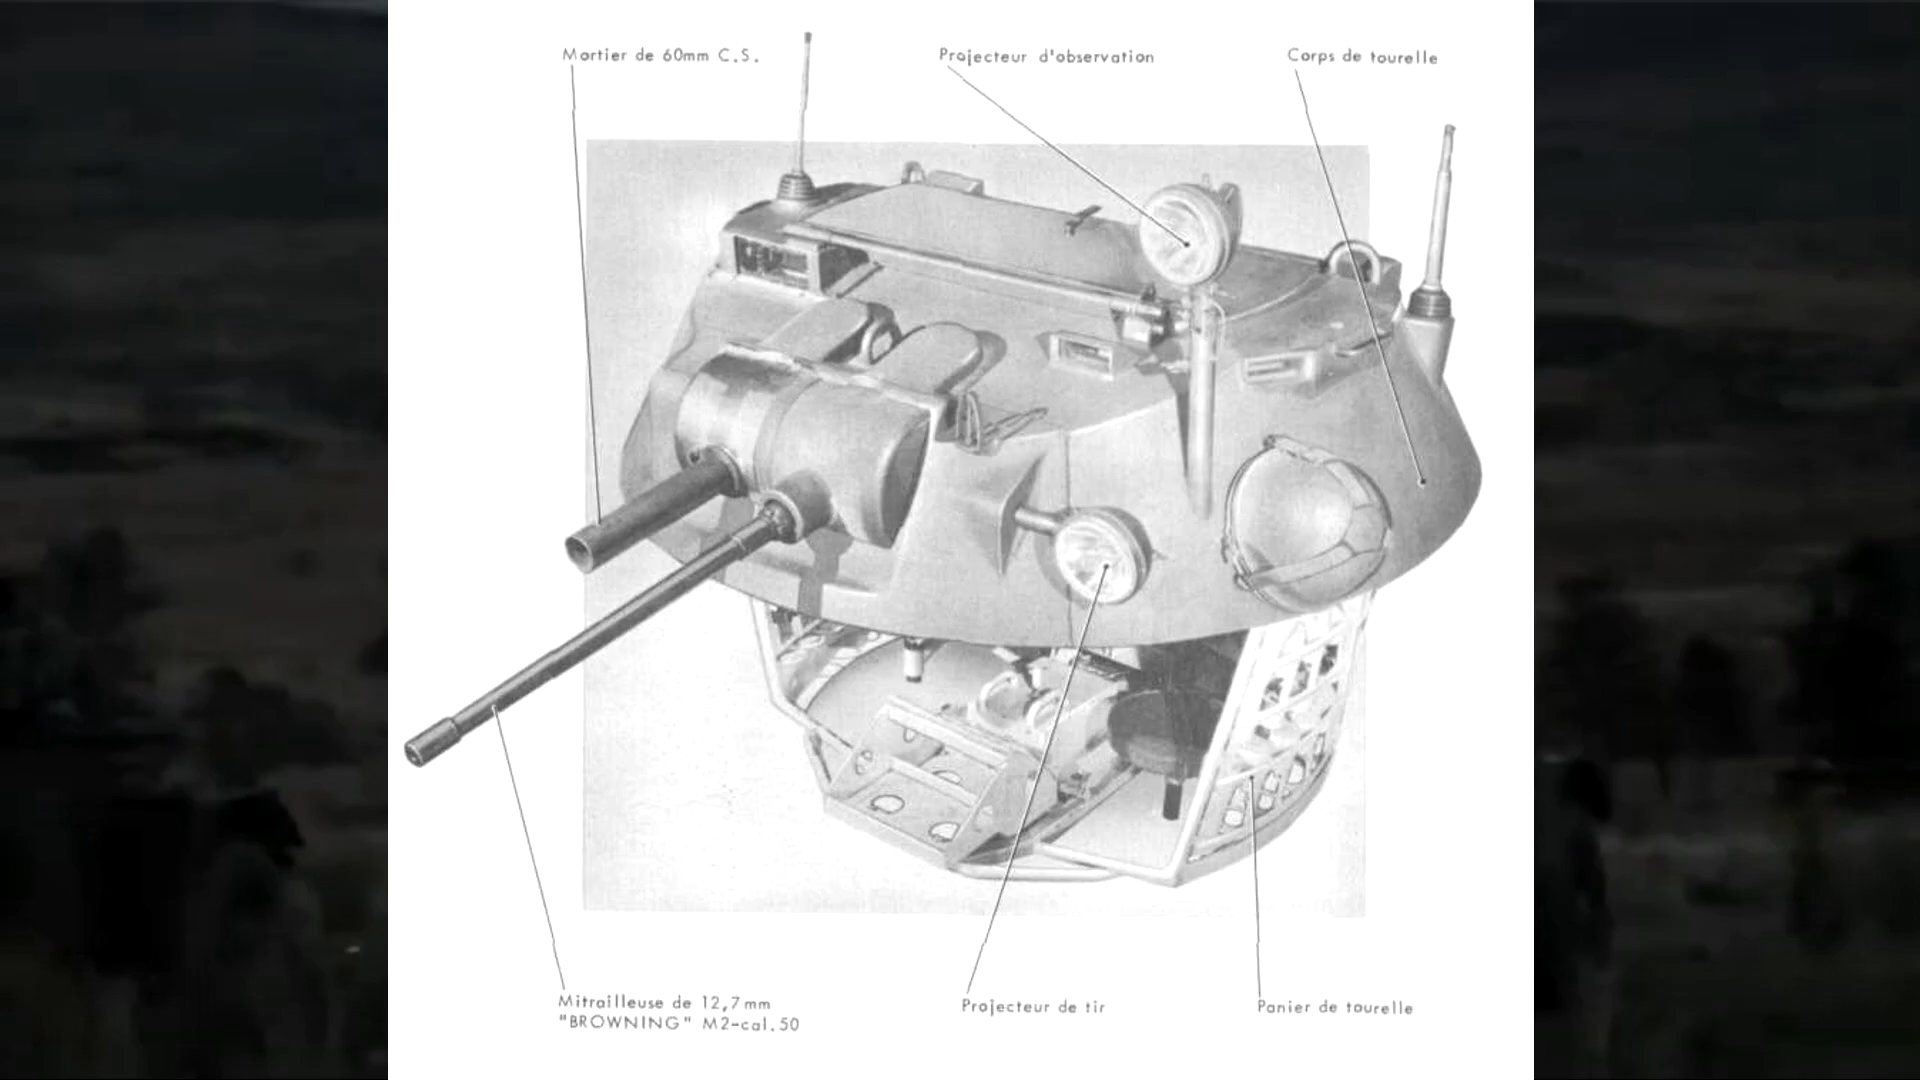 Mortier de 60mm C.S.
Projecteur d'observation
Corps de tourelle
Mitrailleuse de 12,7mm
"BROWNING" M2-cal.50
Projecteur de tir
Panier de tourelle